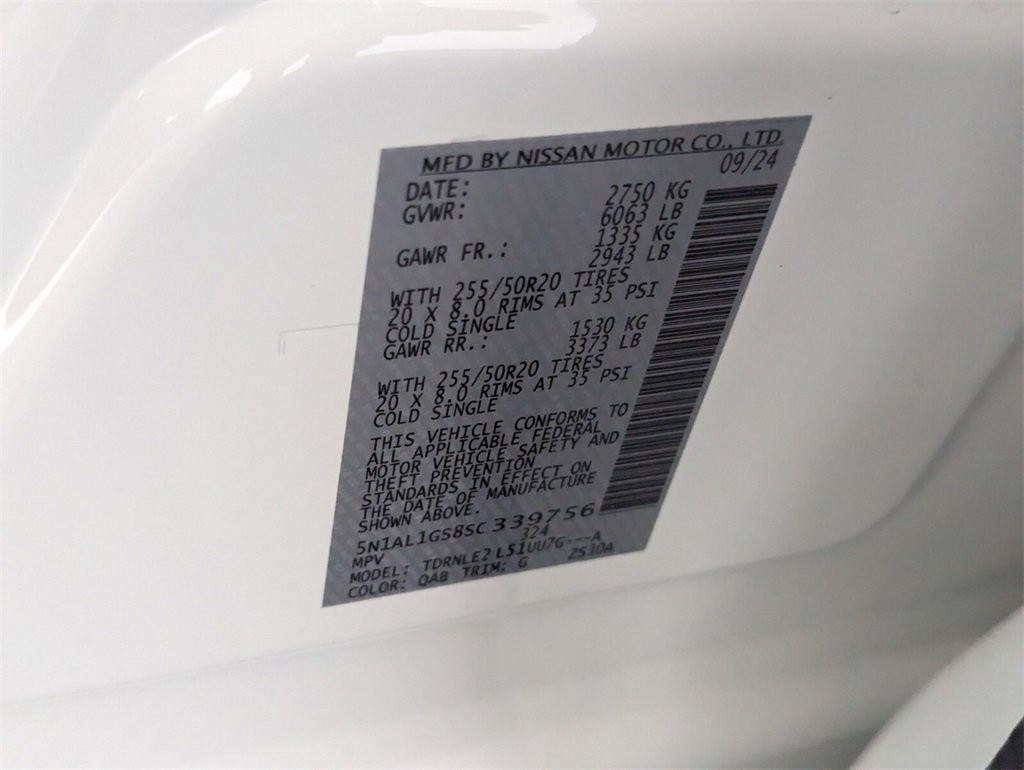 MFD BY NISSAN MOTOR CO., LTD.
DATE: 09/24
GVWR: 2750 KG
6063 LB
GAWR FR.: 1335 KG
2943 LB
WITH 255/50R20 TIRES
20 X 8.0 RIMS AT 35 PSI
COLD SINGLE
GAWR RR.: 1530 KG
3373 LB
WITH 255/50R20 TIRES
20 X 8.0 RIMS AT 35 PSI
COLD SINGLE
THIS VEHICLE CONFORMS TO
ALL APPLICABLE FEDERAL
MOTOR VEHICLE SAFETY AND
THEFT PREVENTION
STANDARDS IN EFFECT ON
THE DATE OF MANUFACTURE
SHOWN ABOVE.
5N1AL1GS8SC339756
MPV 324
MODEL: TDRNLE2 L51UU7G---A
COLOR: QAB TRIM: G ZS30A